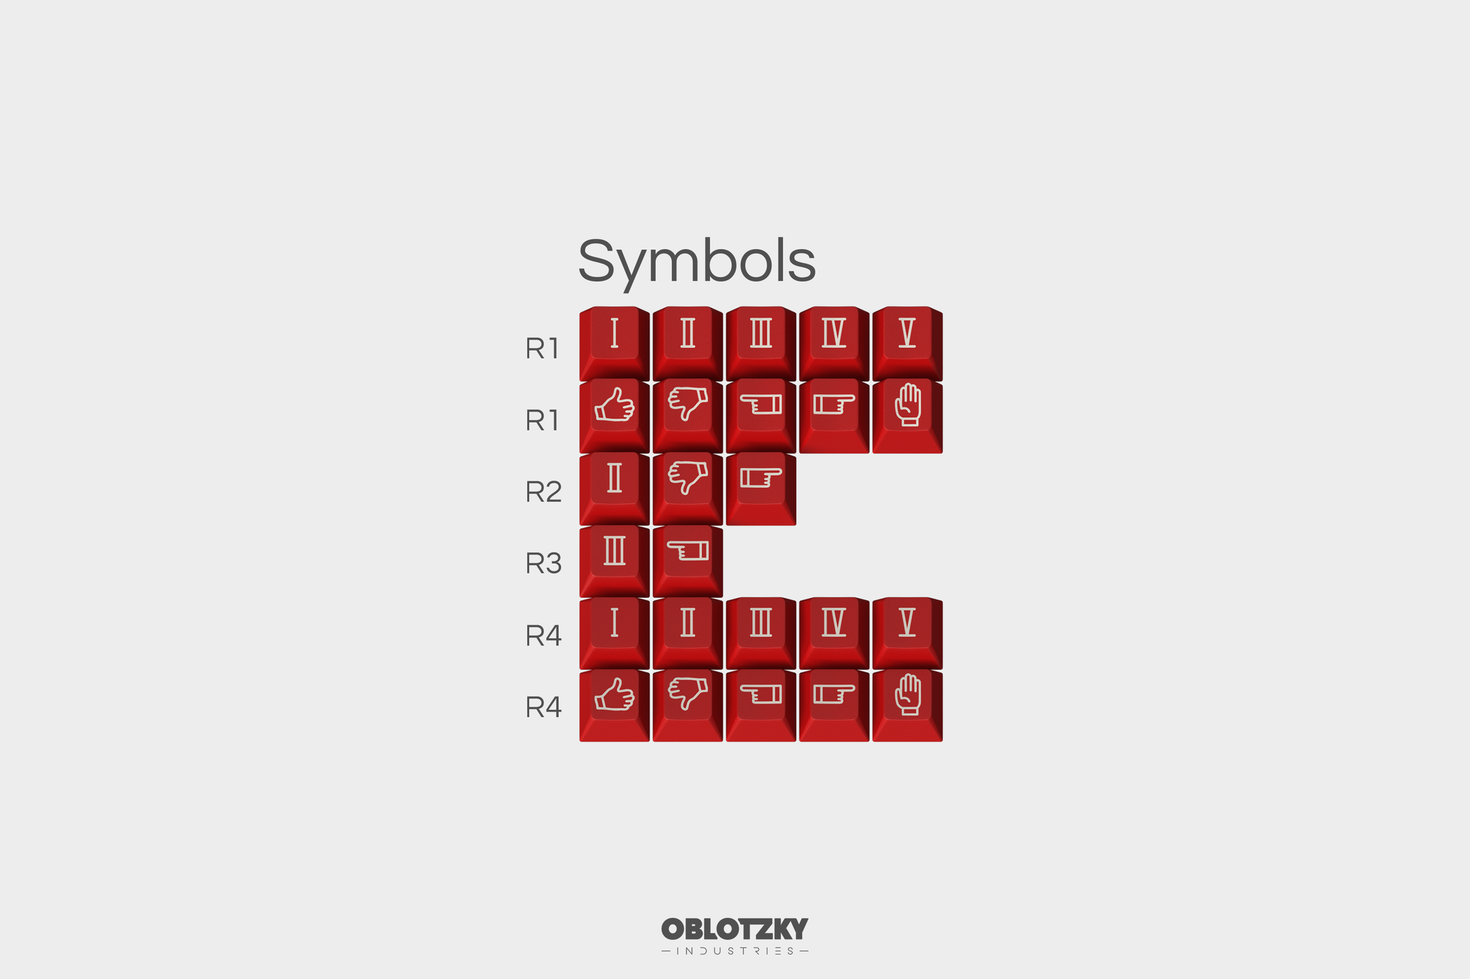 Symbols
R1 I II III IV V
R1
R2 II
R3 III
R4 I II III IV V
R4
OBLOTZKY
INDUSTRIES